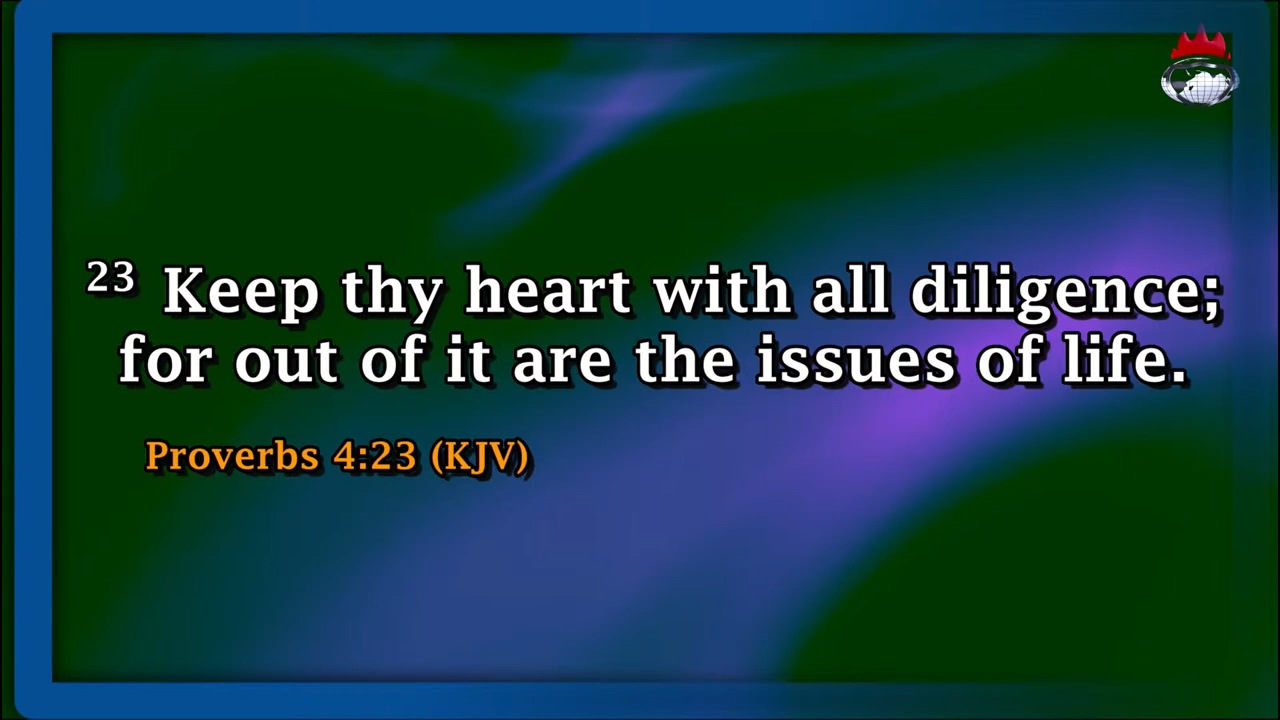 23 Keep thy heart with all diligence;
for out of it are the issues of life.
Proverbs 4:23 (KJV)